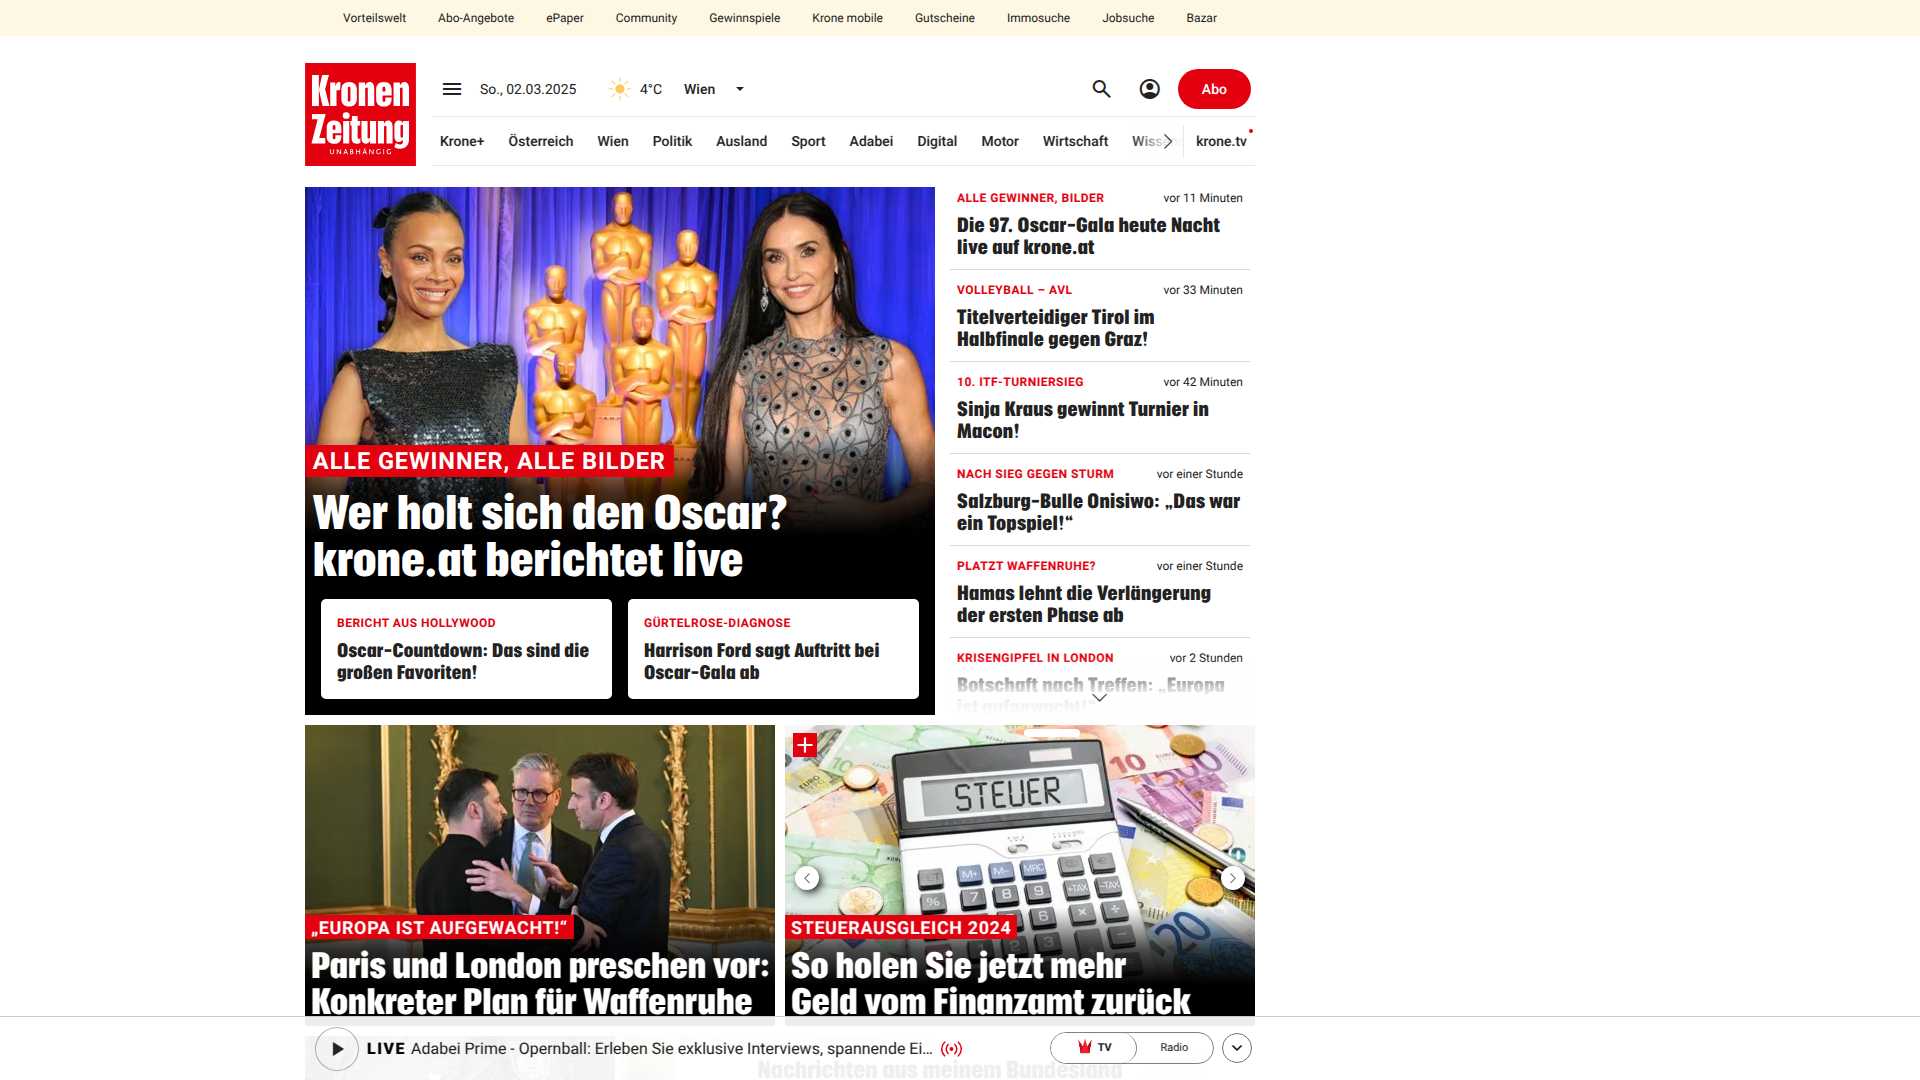 Vorteilswelt Abo-Angebote ePaper Community Gewinnspiele Krone mobile Gutscheine Immosuche Jobsuche Bazar
Kronen
Zeitung
UNABHÄNGIG
So., 02.03.2025 4°C Wien
Abo
Krone+ Österreich Wien Politik Ausland Sport Adabei Digital Motor Wirtschaft krone.tv
ALLE GEWINNER, ALLE BILDER
Wer holt sich den Oscar?
krone.at berichtet live
BERICHT AUS HOLLYWOOD
Oscar-Countdown: Das sind die
großen Favoriten!
GÜRTELROSE-DIAGNOSE
Harrison Ford sagt Auftritt bei
Oscar-Gala ab
ALLE GEWINNER, BILDER vor 11 Minuten
Die 97. Oscar-Gala heute Nacht
live auf krone.at
VOLLEYBALL – AVL vor 33 Minuten
Titelverteidiger Tirol im
Halbfinale gegen Graz!
10. ITF-TURNIERSIEG vor 42 Minuten
Sinja Kraus gewinnt Turnier in
Macon!
NACH SIEG GEGEN STURM vor einer Stunde
Salzburg-Bulle Onisiwo: „Das war
ein Topspiel!“
PLATZT WAFFENRUHE? vor einer Stunde
Hamas lehnt die Verlängerung
der ersten Phase ab
KRISENGIPFEL IN LONDON vor 2 Stunden
Botschaft nach Treffen: „Europa
ist aufgewacht!“
„EUROPA IST AUFGEWACHT!“
Paris und London preschen vor:
Konkreter Plan für Waffenruhe
STEUER
STEUERAUSGLEICH 2024
So holen Sie jetzt mehr
Geld vom Finanzamt zurück
LIVE Adabei Prime - Opernball: Erleben Sie exklusive Interviews, spannende Ei...
TV Radio
Nachrichten aus meinem Bundesland